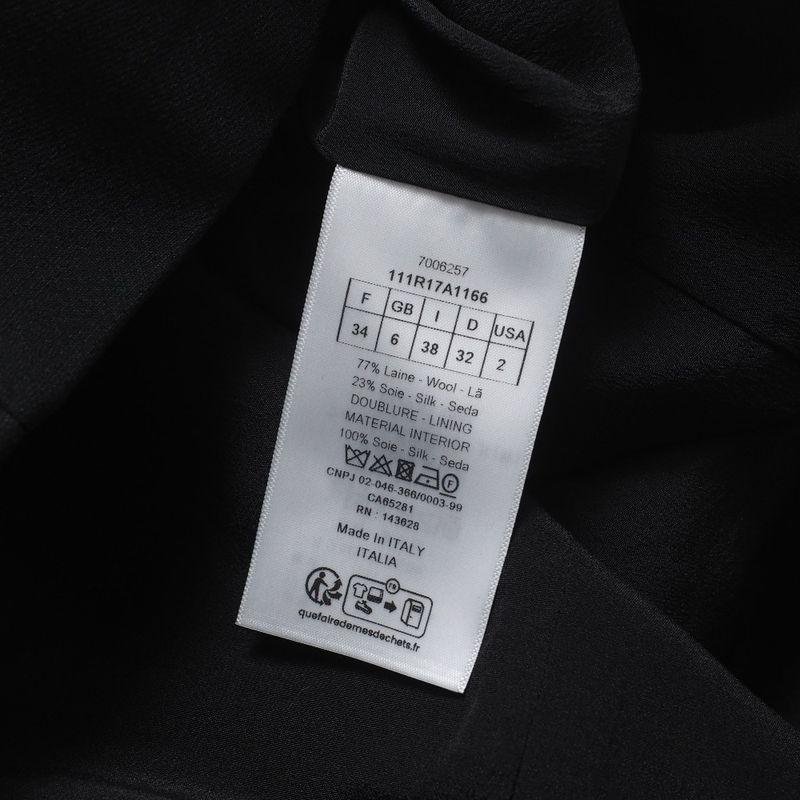 7006257
111R17A1166
F GB I D USA
34 6 38 32 2
77% Laine - Wool - Lã
23% Soie - Silk - Seda
DOUBLURE - LINING
MATERIAL INTERIOR
100% Soie - Silk - Seda
F
CNPJ 02-046-366/0003-99
CA65281
RN : 143628
Made In ITALY
ITALIA
FR
quefairedemesdechets.fr